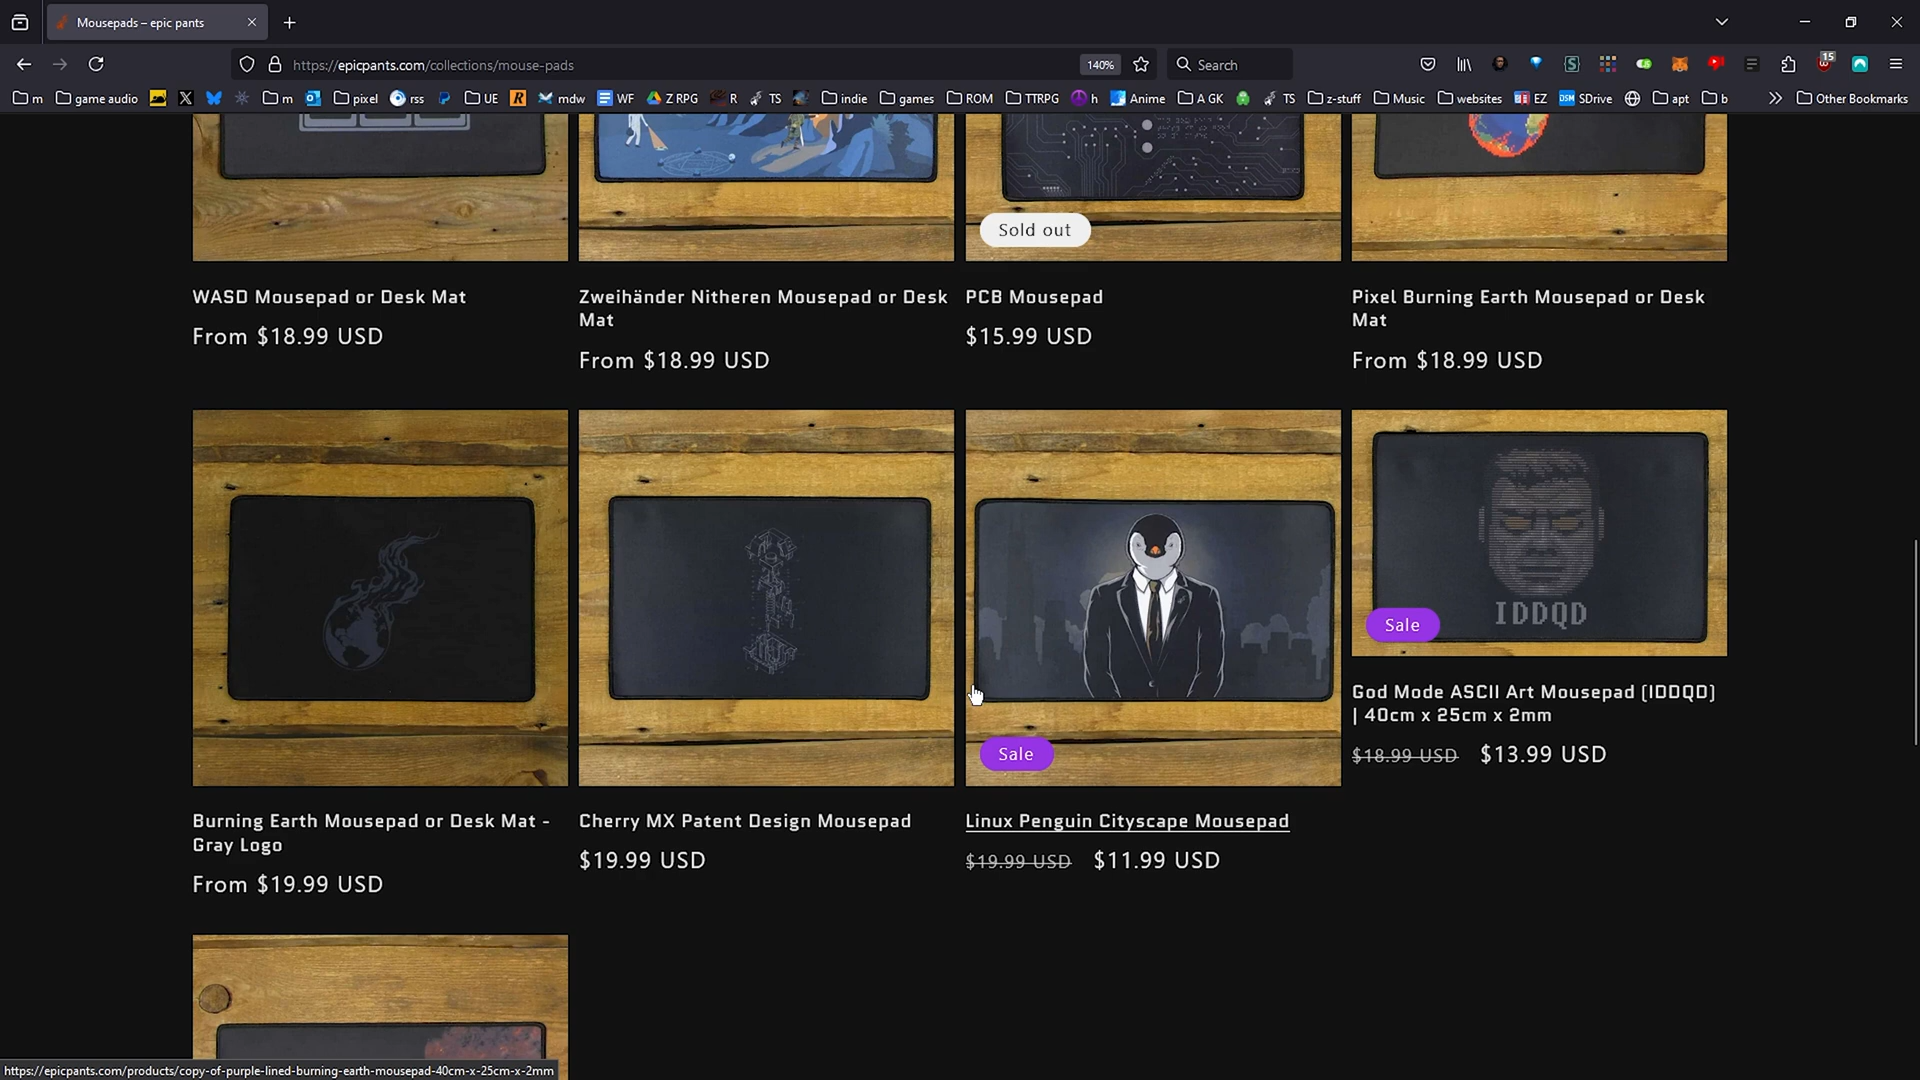 Mousepads – epic pants
https://epicpants.com/collections/mouse-pads
140%
Search
15
m
game audio
m
pixel
rss
UE
mdw
WF
Z RPG
R
TS
indie
games
ROM
TTRPG
h
Anime
A GK
TS
z-stuff
Music
websites
EZ
SDrive
apt
b
Other Bookmarks
Sold out
WASD Mousepad or Desk Mat
From $18.99 USD
Zweihänder Nitheren Mousepad or Desk
Mat
From $18.99 USD
PCB Mousepad
$15.99 USD
Pixel Burning Earth Mousepad or Desk
Mat
From $18.99 USD
IDDQD
Sale
God Mode ASCII Art Mousepad (IDDQD)
| 40cm x 25cm x 2mm
$18.99 USD $13.99 USD
Sale
Burning Earth Mousepad or Desk Mat -
Gray Logo
From $19.99 USD
Cherry MX Patent Design Mousepad
$19.99 USD
Linux Penguin Cityscape Mousepad
$19.99 USD $11.99 USD
https://epicpants.com/products/copy-of-purple-lined-burning-earth-mousepad-40cm-x-25cm-x-2mm